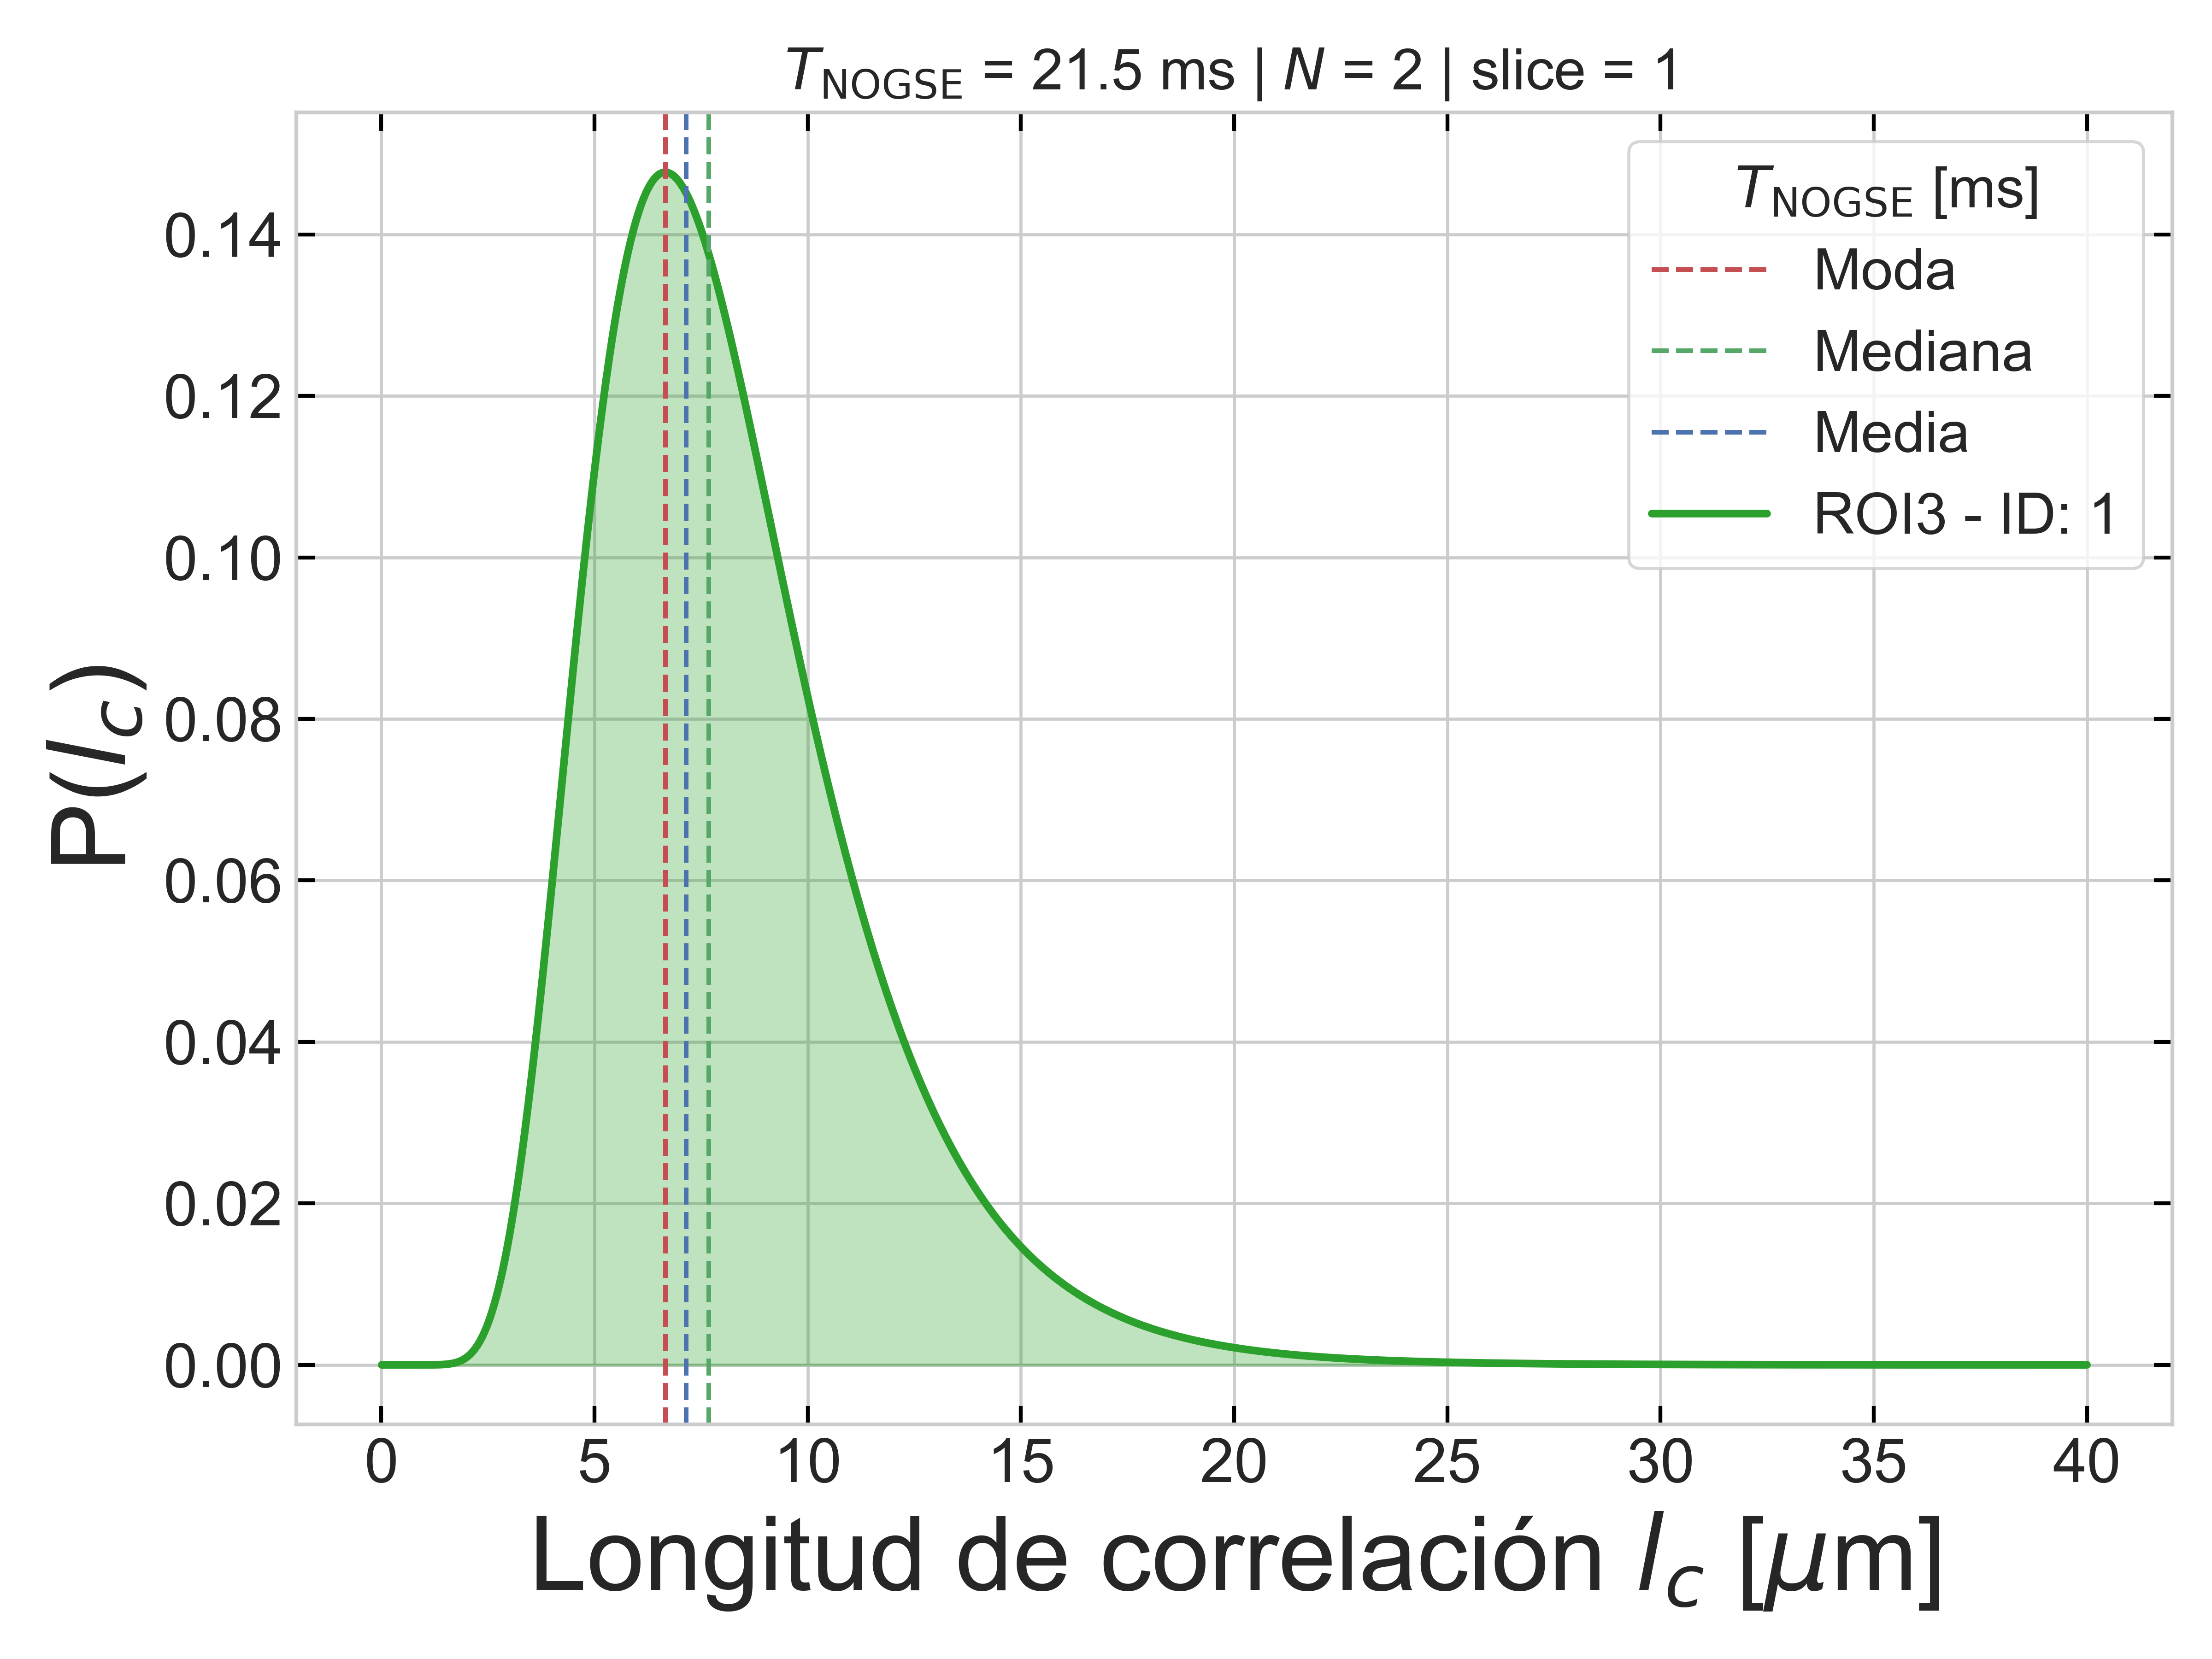 T_NOGSE = 21.5 ms | N = 2 | slice = 1
T_NOGSE [ms]
Moda
Mediana
Media
ROI3 - ID: 1
P(l_c)
0.14
0.12
0.10
0.08
0.06
0.04
0.02
0.00
0 5 10 15 20 25 30 35 40
Longitud de correlación l_c [μm]